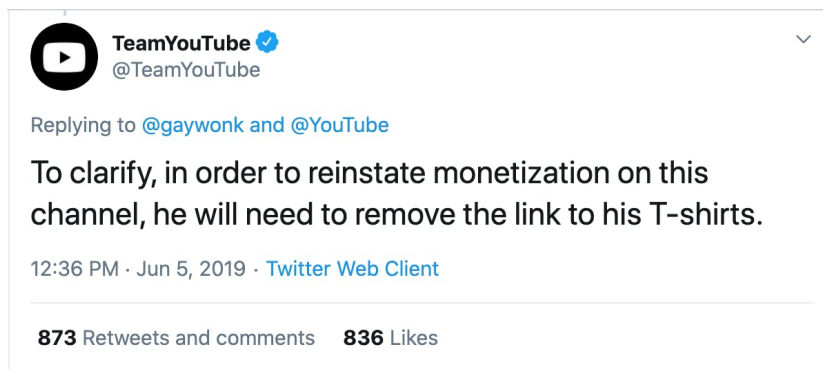 TeamYouTube
@TeamYouTube
Replying to @gaywonk and @YouTube
To clarify, in order to reinstate monetization on this
channel, he will need to remove the link to his T-shirts.
12:36 PM · Jun 5, 2019 · Twitter Web Client
873 Retweets and comments 836 Likes